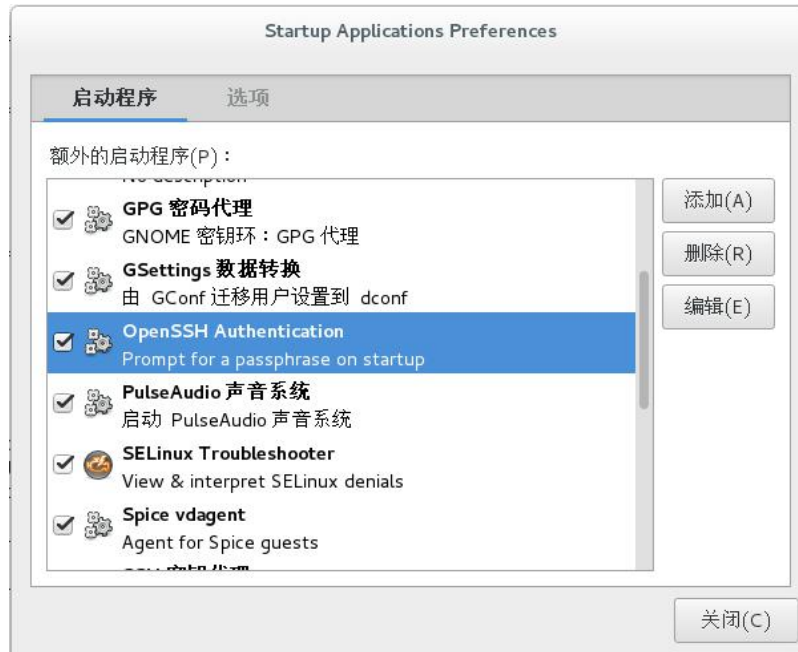 Startup Applications Preferences
启动程序
选项
额外的启动程序(P)：
No description
GPG 密码代理
GNOME 密钥环：GPG 代理
GSettings 数据转换
由 GConf 迁移用户设置到 dconf
OpenSSH Authentication
Prompt for a passphrase on startup
PulseAudio 声音系统
启动 PulseAudio 声音系统
SELinux Troubleshooter
View & interpret SELinux denials
Spice vdagent
Agent for Spice guests
添加(A)
删除(R)
编辑(E)
关闭(C)